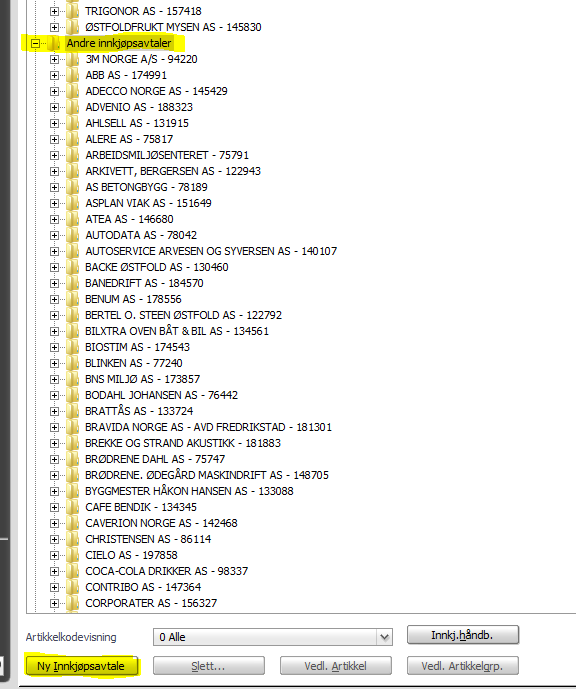 TRIGONOR AS - 157418
ØSTFOLDFRUKT MYSEN AS - 145830
Andre innkjøpsavtaler
3M NORGE A/S - 94220
ABB AS - 174991
ADECCO NORGE AS - 145429
ADVENIO AS - 188323
AHLSELL AS - 131915
ALERE AS - 75817
ARBEIDSMILJØSENTERET - 75791
ARKIVETT, BERGERSEN AS - 122943
AS BETONGBYGG - 78189
ASPLAN VIAK AS - 151649
ATEA AS - 146680
AUTODATA AS - 78042
AUTOSERVICE ARVESEN OG SYVERSEN AS - 140107
BACKE ØSTFOLD AS - 130460
BANEDRIFT AS - 184570
BENUM AS - 178556
BERTEL O. STEEN ØSTFOLD AS - 122792
BILXTRA OVEN BÅT & BIL AS - 134561
BIOSTIM AS - 174543
BLINKEN AS - 77240
BNS MILJØ AS - 173857
BODAHL JOHANSEN AS - 76442
BRATTÅS AS - 133724
BRAVIDA NORGE AS - AVD FREDRIKSTAD - 181301
BREKKE OG STRAND AKUSTIKK - 181883
BRØDRENE DAHL AS - 75747
BRØDRENE. ØDEGÅRD MASKINDRIFT AS - 148705
BYGGMESTER HÅKON HANSEN AS - 133088
CAFE BENDIK - 134345
CAVERION NORGE AS - 142468
CHRISTENSEN AS - 86114
CIELO AS - 197858
COCA-COLA DRIKKER AS - 98337
CONTRIBO AS - 147364
CORPORATER AS - 156327
Artikkelkodevisning 0 Alle Innkj.håndb.
Ny Innkjøpsavtale Slett... Vedl. Artikkel Vedl. Artikkelgrp.